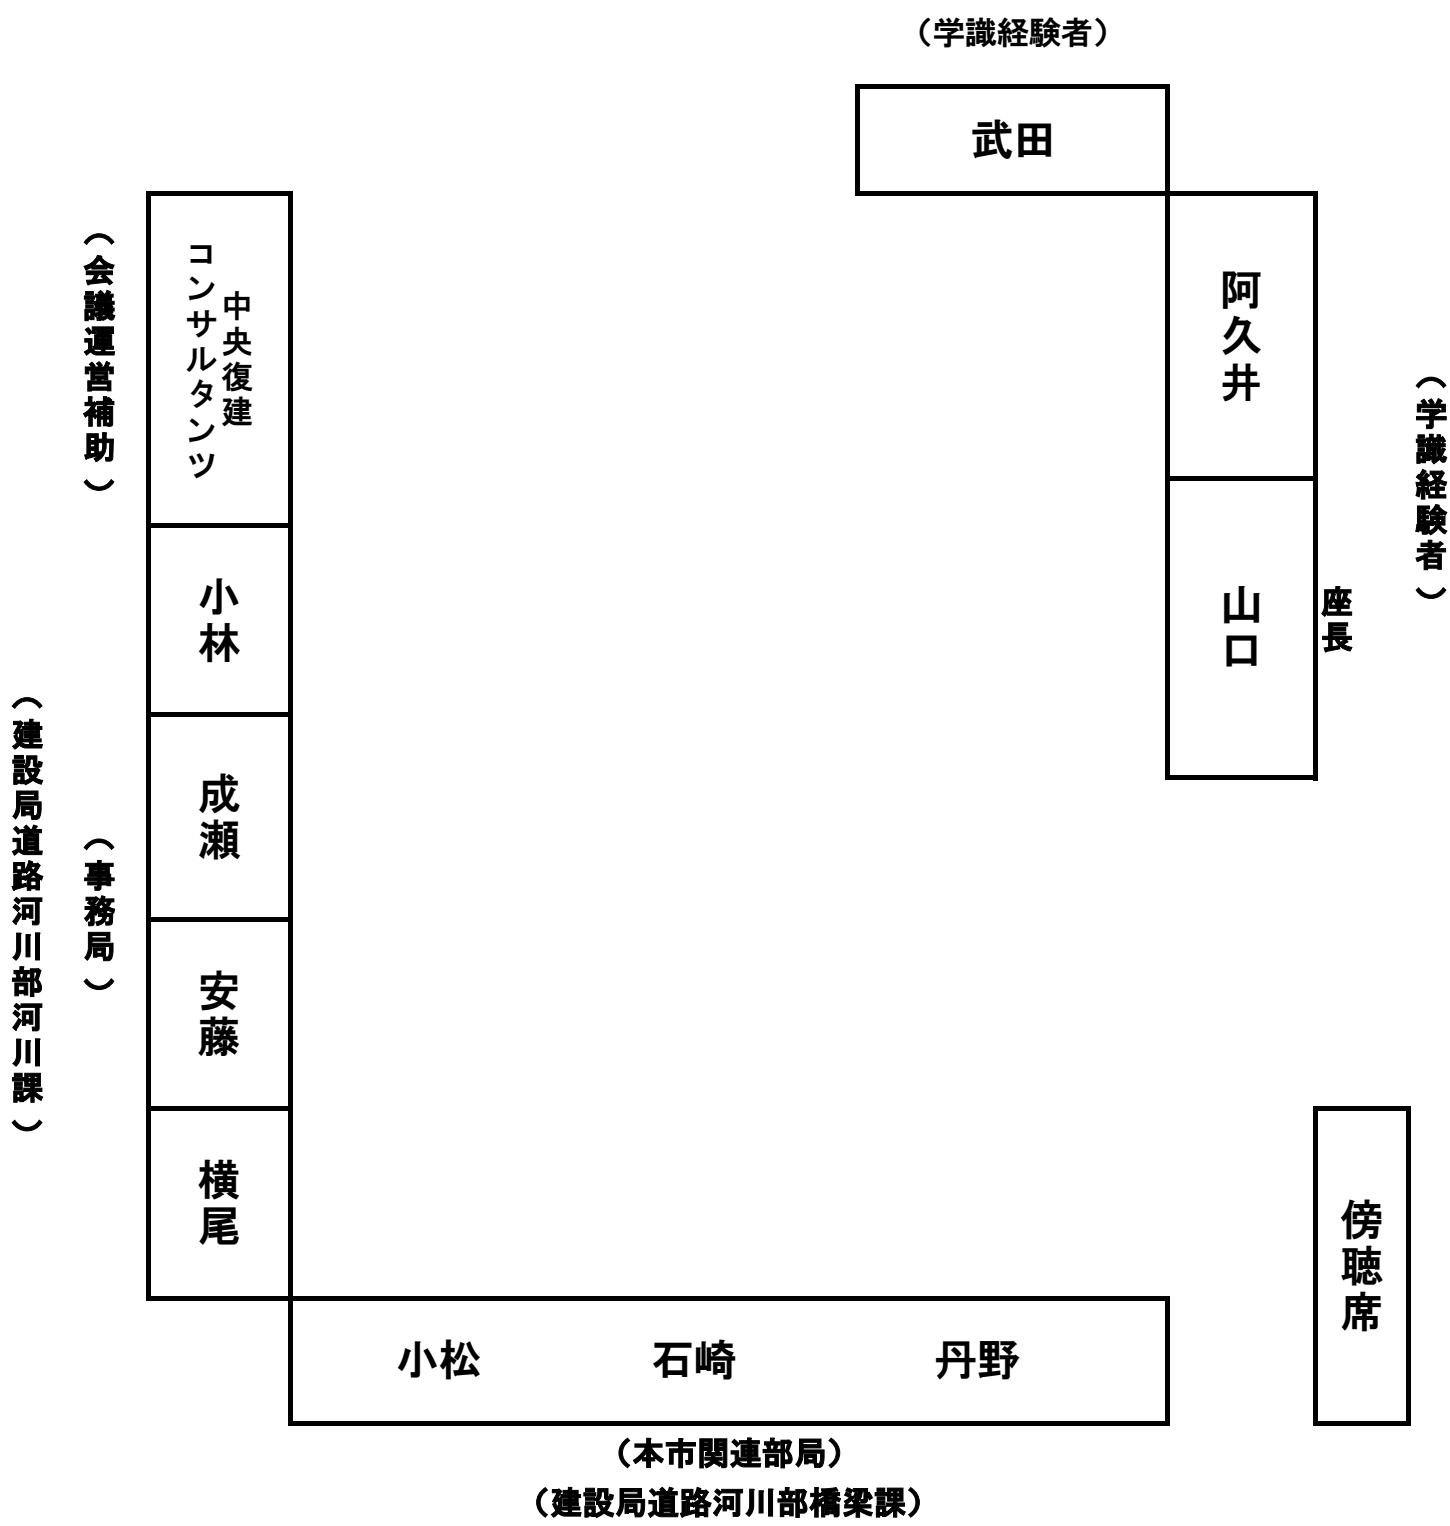 （学識経験者）
武田
阿久井
山口
座長
（学識経験者）
中央復建
コンサルタンツ
（会議運営補助）
小林
成瀬
安藤
横尾
（事務局）
（建設局道路河川部河川課）
小松
石崎
丹野
（本市関連部局）
（建設局道路河川部橋梁課）
傍聴席